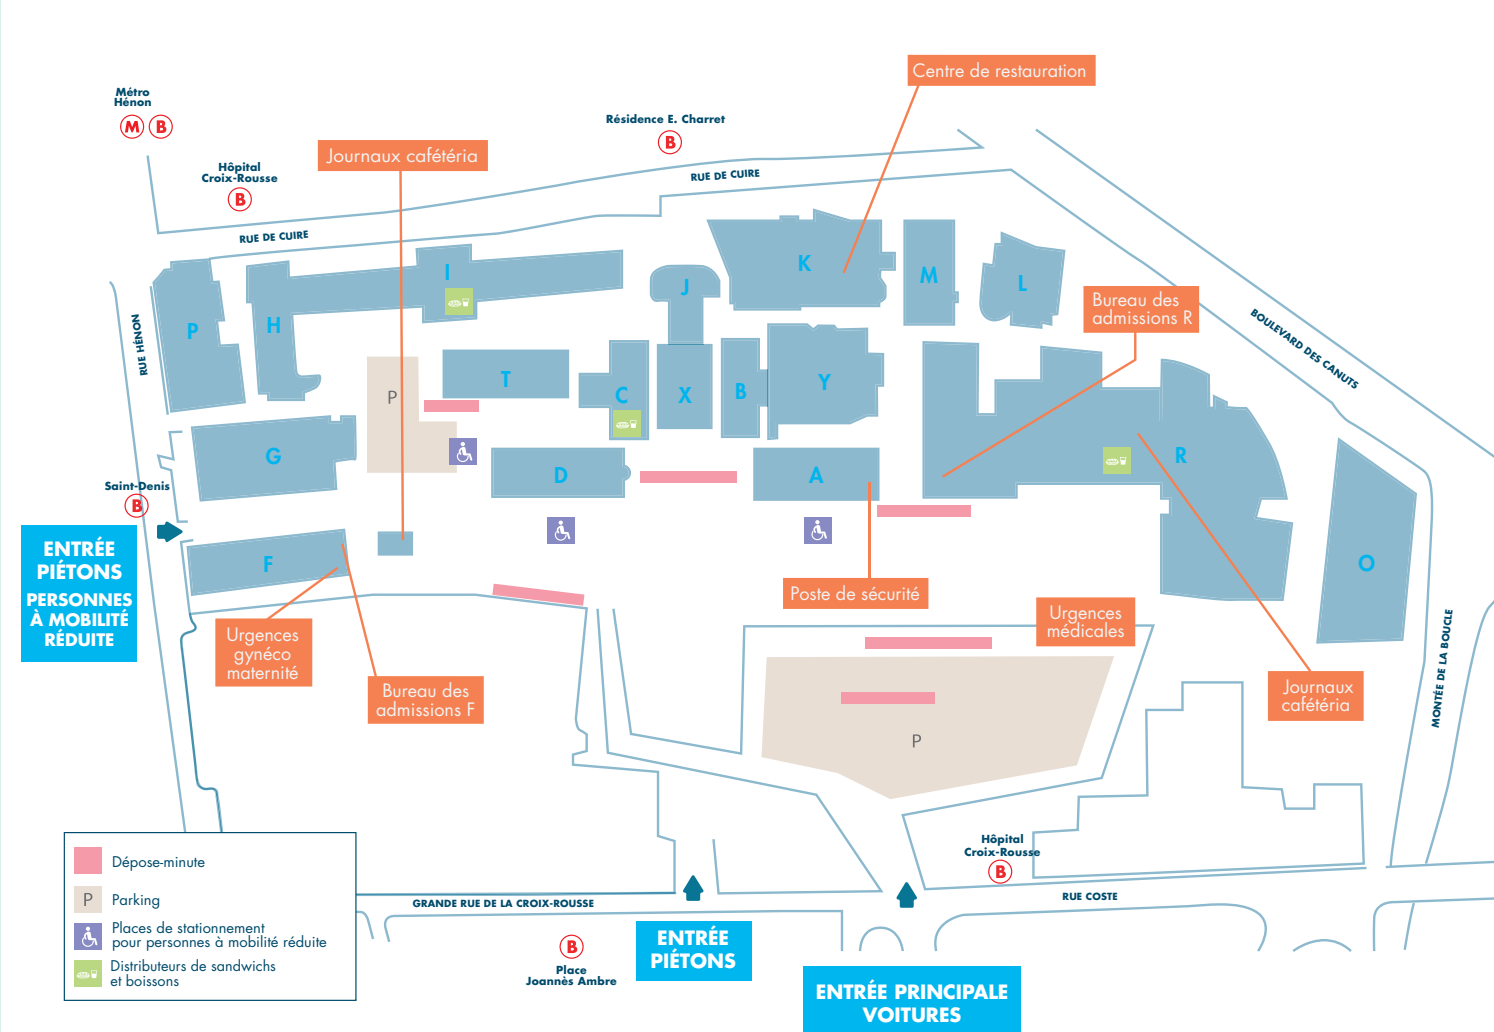 Centre de restauration
Métro
Hénon
M B
Résidence E. Charret
B
Journaux cafétéria
Hôpital
Croix-Rousse
B
RUE DE CUIRE
RUE DE CUIRE
K
M
L
I
J
P
H
Bureau des
admissions R
BOULEVARD DES CANUTS
RUE HÉNON
T
C
X
B
Y
P
G
D
A
R
Saint-Denis
B
ENTRÉE
PIÉTONS
PERSONNES
À MOBILITÉ
RÉDUITE
F
O
Poste de sécurité
Urgences
médicales
Urgences
gynéco
maternité
Bureau des
admissions F
Journaux
cafétéria
MONTÉE DE LA BOUCLE
P
Hôpital
Croix-Rousse
B
Dépose-minute
P Parking
Places de stationnement
pour personnes à mobilité réduite
Distributeurs de sandwichs
et boissons
GRANDE RUE DE LA CROIX-ROUSSE
RUE COSTE
B
Place
Joannès Ambre
ENTRÉE
PIÉTONS
ENTRÉE PRINCIPALE
VOITURES